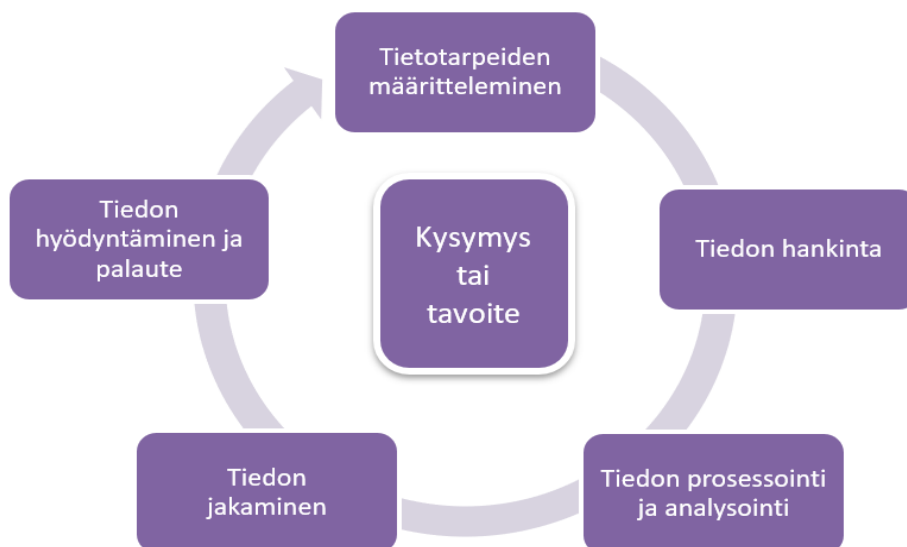 Tietotarpeiden
määritteleminen
Tiedon hankinta
Tiedon prosessointi
ja analysointi
Tiedon
jakaminen
Tiedon
hyödyntäminen ja
palaute
Kysymys
tai
tavoite